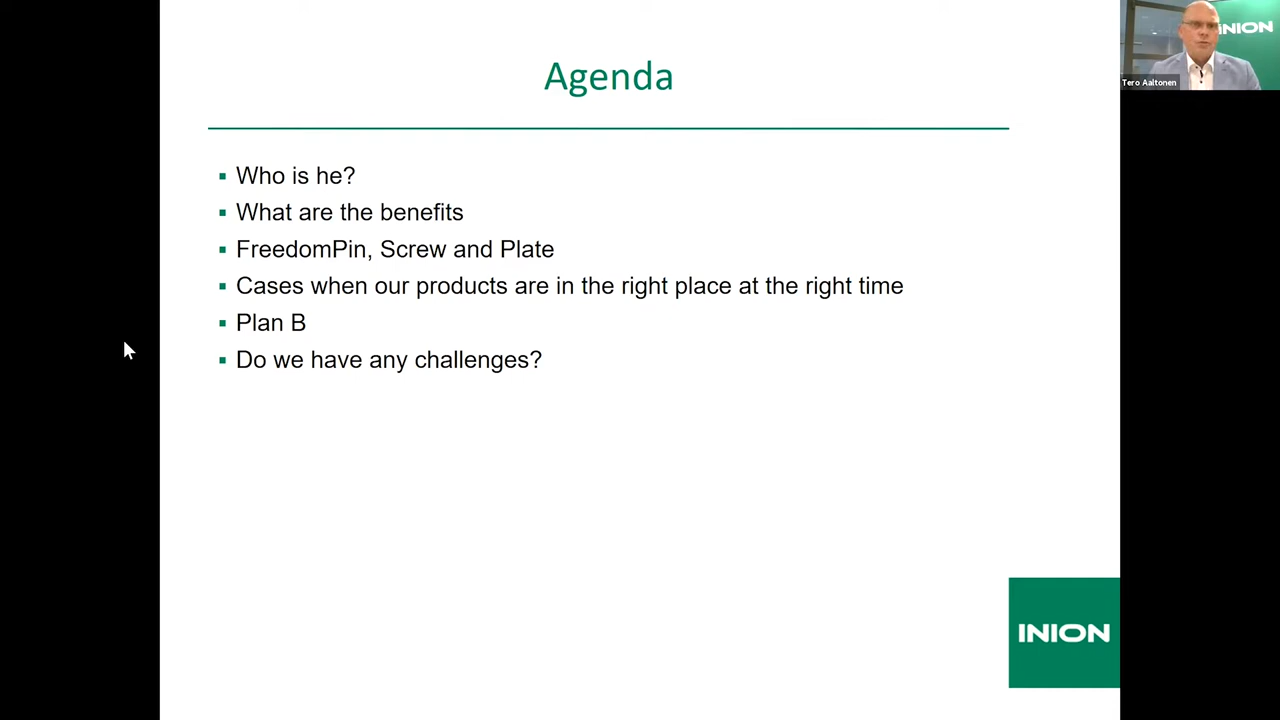 Agenda
Who is he?
What are the benefits
FreedomPin, Screw and Plate
Cases when our products are in the right place at the right time
Plan B
Do we have any challenges?
INION
INION
Tero Aaltonen